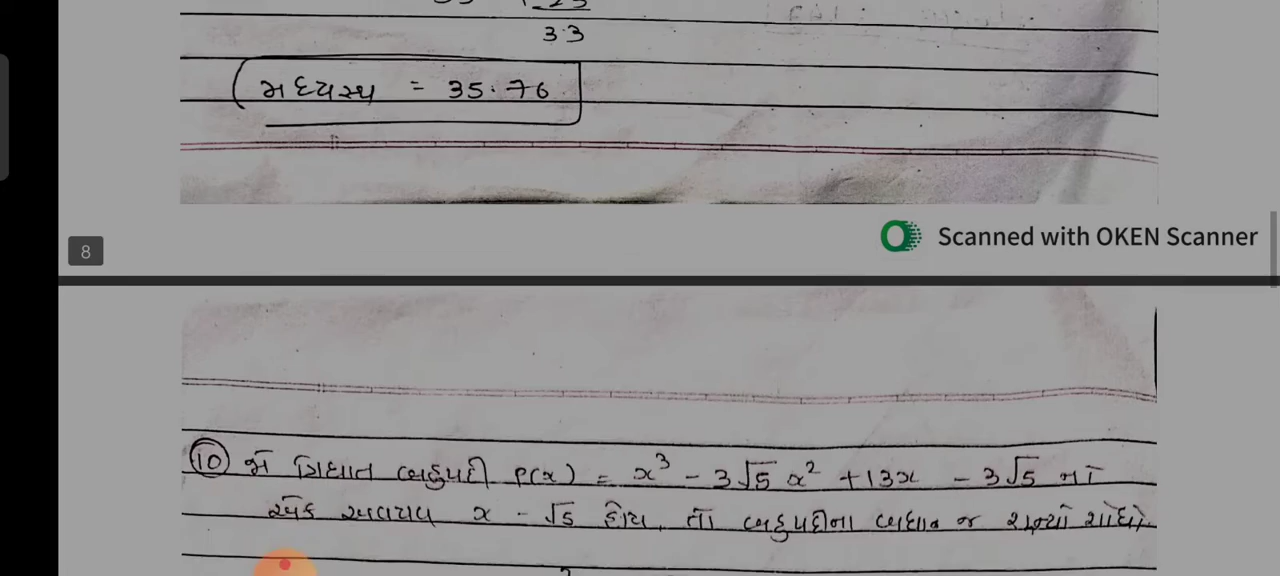 3.3
મધ્યસ્થ = 35.76
8
Scanned with OKEN Scanner
(10) જો ત્રિઘાત બહુપદી P(x) = x³ - 3√5 x² + 13x - 3√5 નો
એક અવયવ x - √5 હોય, તો બહુપદીના બધાજ શૂન્યો શોધો